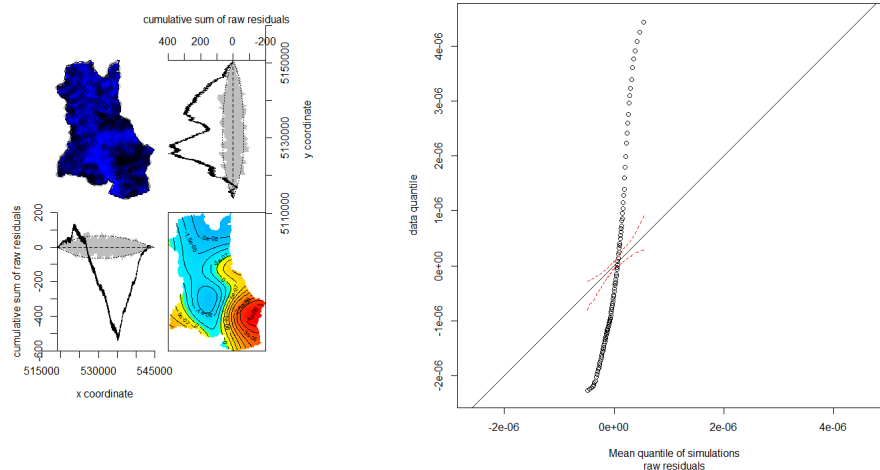 cumulative sum of raw residuals
400 200 0 -200
5150000
5130000
5110000
y coordinate
200
0
-200
-400
-600
cumulative sum of raw residuals
515000 530000 545000
x coordinate
4e-06
3e-06
2e-06
1e-06
0e+00
-1e-06
-2e-06
data quantile
-2e-06 0e+00 2e-06 4e-06
Mean quantile of simulations
raw residuals